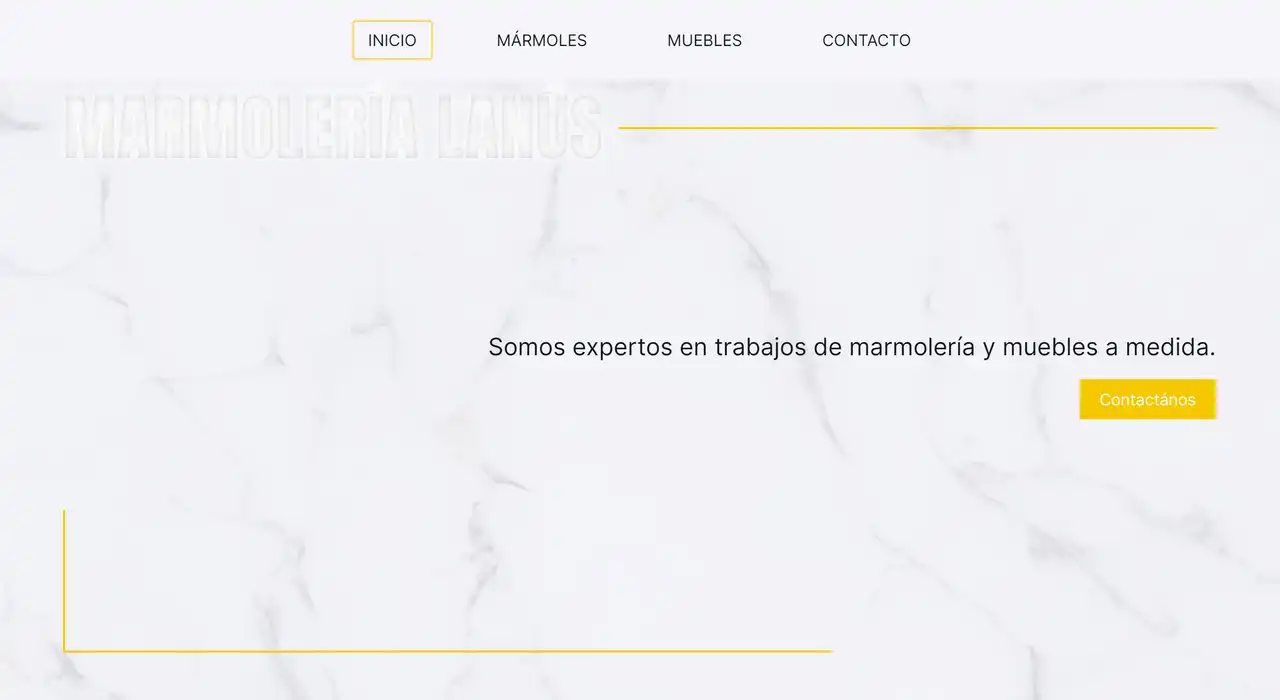 INICIO
MÁRMOLES
MUEBLES
CONTACTO
MARMOLERÍA LANÚS
Somos expertos en trabajos de marmolería y muebles a medida.
Contactános